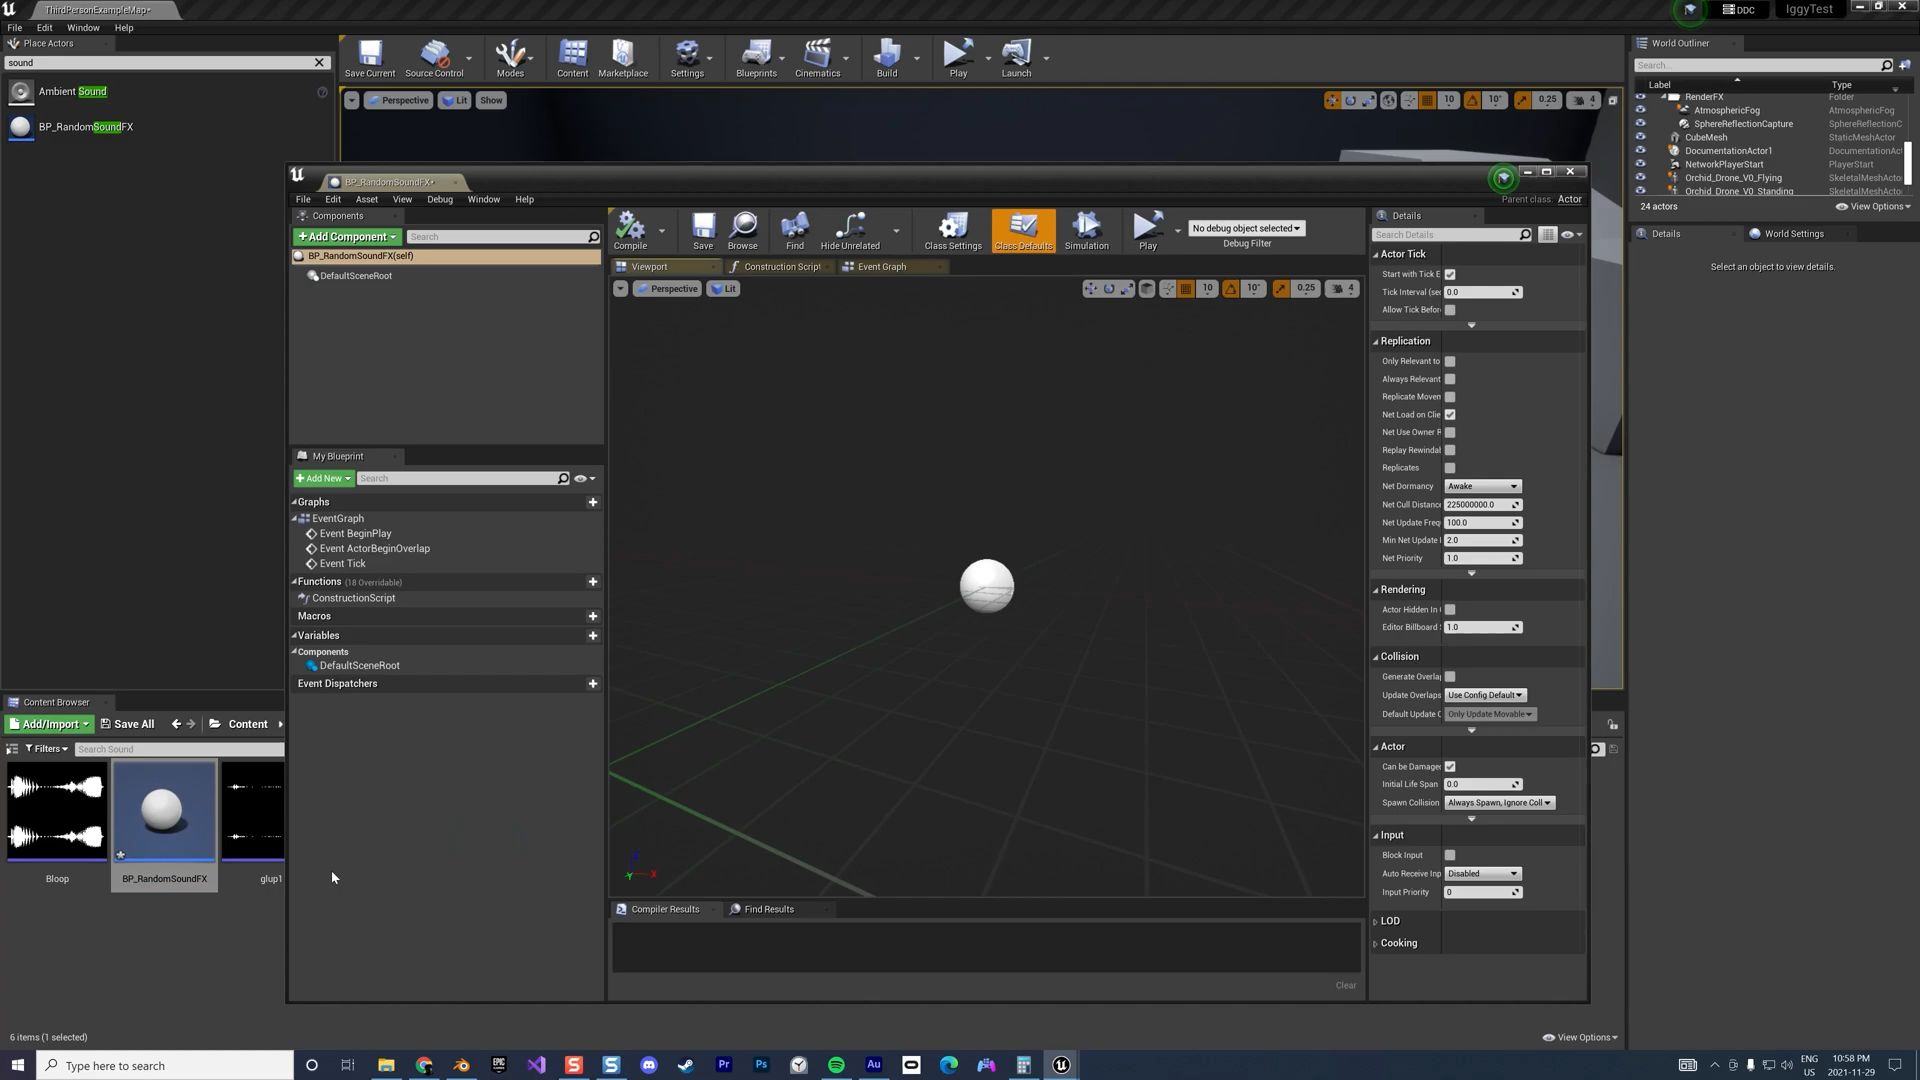 ThirdPersonExampleMap•
DDC
IggyTest
File Edit Window Help
Place Actors
sound
Ambient Sound
BP_RandomSoundFX
Save Current
Source Control
Modes
Content
Marketplace
Settings
Blueprints
Cinematics
Build
Play
Launch
Perspective
Lit
Show
10
10°
0.25
4
World Outliner
Search...
Label
Type
RenderFX
Folder
AtmosphericFog
AtmosphericFog
SphereReflectionCapture
SphereReflectionC
CubeMesh
StaticMeshActor
DocumentationActor1
DocumentationAct
NetworkPlayerStart
PlayerStart
Orchid_Drone_V0_Flying
SkeletalMeshActo
Orchid_Drone_V0_Standing
SkeletalMeshActo
24 actors
View Options
Details
World Settings
Select an object to view details.
BP_RandomSoundFX•
File Edit Asset View Debug Window Help
Parent class: Actor
Components
+Add Component
Search
BP_RandomSoundFX(self)
DefaultSceneRoot
My Blueprint
+Add New
Search
Graphs
EventGraph
Event BeginPlay
Event ActorBeginOverlap
Event Tick
Functions (18 Overridable)
ConstructionScript
Macros
Variables
Components
DefaultSceneRoot
Event Dispatchers
Compile
Save
Browse
Find
Hide Unrelated
Class Settings
Class Defaults
Simulation
Play
No debug object selected
Debug Filter
Viewport
Construction Script
Event Graph
Perspective
Lit
10
10°
0.25
4
Compiler Results
Find Results
Clear
Details
Search Details
Actor Tick
Start with Tick E
Tick Interval (sec
0.0
Allow Tick Befor
Replication
Only Relevant to
Always Relevant
Replicate Movem
Net Load on Clie
Net Use Owner R
Replay Rewindal
Replicates
Net Dormancy
Awake
Net Cull Distance
225000000.0
Net Update Freq
100.0
Min Net Update
2.0
Net Priority
1.0
Rendering
Actor Hidden In
Editor Billboard
1.0
Collision
Generate Overlap
Update Overlaps
Use Config Default
Default Update O
Only Update Movable
Actor
Can be Damaged
Initial Life Span
0.0
Spawn Collision
Always Spawn, Ignore Coll
Input
Block Input
Auto Receive Inp
Disabled
Input Priority
0
LOD
Cooking
Content Browser
Add/Import
Save All
Content
Filters
Search Sound
Bloop
BP_RandomSoundFX
glup1
6 items (1 selected)
View Options
Type here to search
ENG
US
10:58 PM
2021-11-29